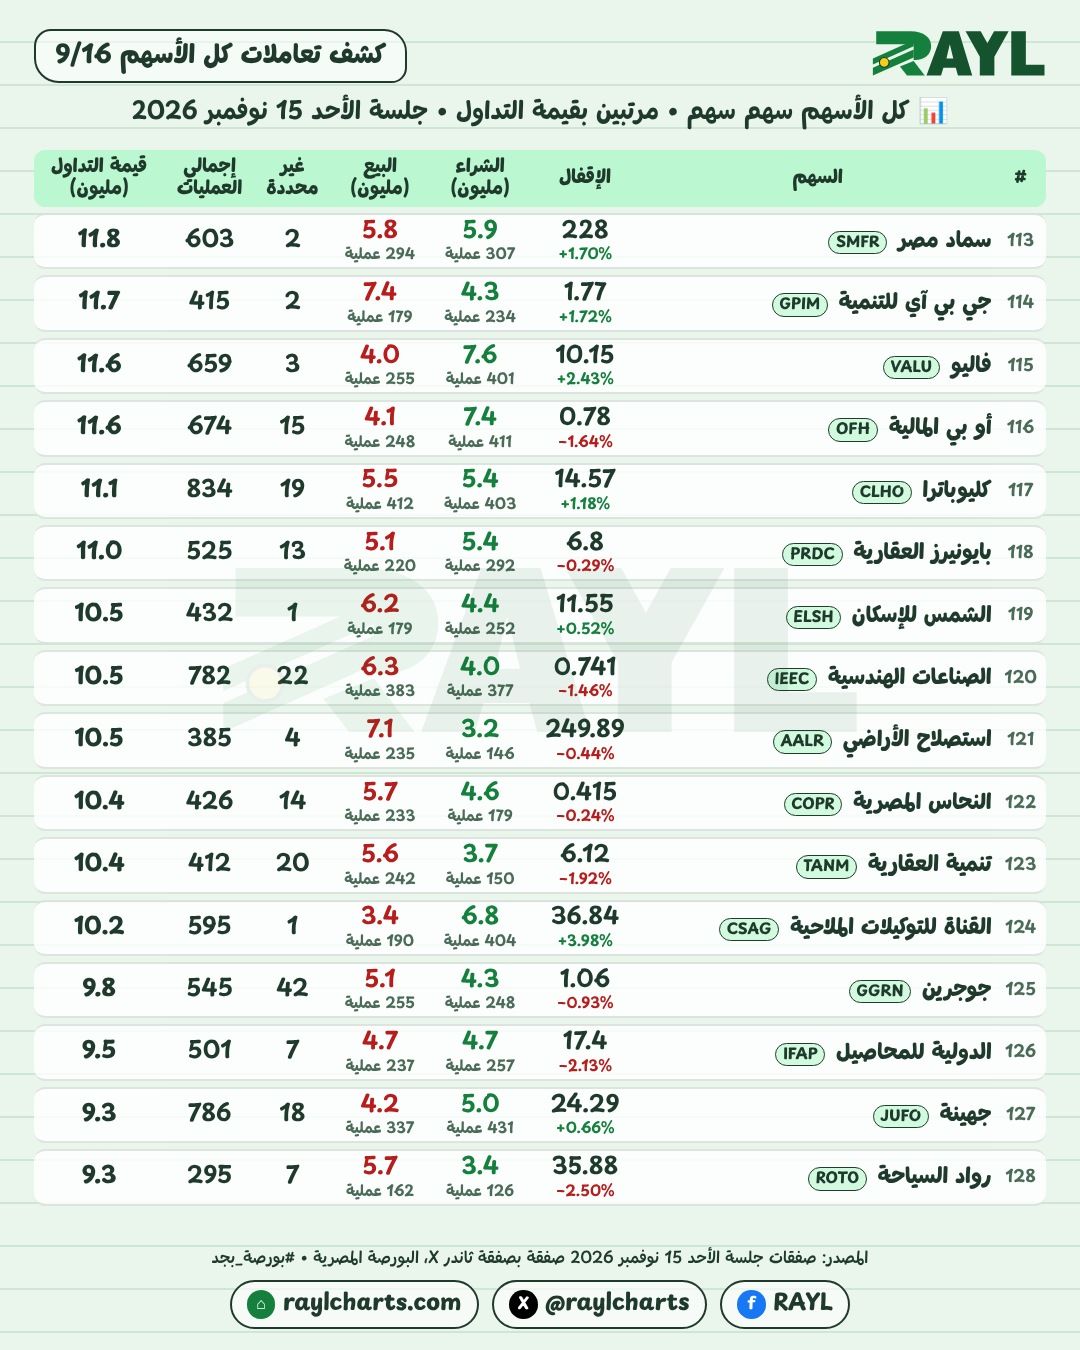 RAYL
كشف تعاملات كل الأسهم 9/16
📊 كل الأسهم سهم سهم • مرتبين بقيمة التداول • جلسة الأحد 15 نوفمبر 2026
# السهم الإقفال الشراء (مليون) البيع (مليون) غير محددة إجمالي العمليات قيمة التداول (مليون)
113 سماد مصر SMFR 228 +1.70% 5.9 307 عملية 5.8 294 عملية 2 603 11.8
114 جي بي آي للتنمية GPIM 1.77 +1.72% 4.3 234 عملية 7.4 179 عملية 2 415 11.7
115 فاليو VALU 10.15 +2.43% 7.6 401 عملية 4.0 255 عملية 3 659 11.6
116 أو بي المالية OFH 0.78 -1.64% 7.4 411 عملية 4.1 248 عملية 15 674 11.6
117 كليوباترا CLHO 14.57 +1.18% 5.4 403 عملية 5.5 412 عملية 19 834 11.1
118 بايونيرز العقارية PRDC 6.8 -0.29% 5.4 292 عملية 5.1 220 عملية 13 525 11.0
119 الشمس للإسكان ELSH 11.55 +0.52% 4.4 252 عملية 6.2 179 عملية 1 432 10.5
120 الصناعات الهندسية IEEC 0.741 -1.46% 4.0 377 عملية 6.3 383 عملية 22 782 10.5
121 استصلاح الأراضي AALR 249.89 -0.44% 3.2 146 عملية 7.1 235 عملية 4 385 10.5
122 النحاس المصرية COPR 0.415 -0.24% 4.6 179 عملية 5.7 233 عملية 14 426 10.4
123 تنمية العقارية TANM 6.12 -1.92% 3.7 150 عملية 5.6 242 عملية 20 412 10.4
124 القناة للتوكيلات الملاحية CSAG 36.84 +3.98% 6.8 404 عملية 3.4 190 عملية 1 595 10.2
125 جوجرين GGRN 1.06 -0.93% 4.3 248 عملية 5.1 255 عملية 42 545 9.8
126 الدولية للمحاصيل IFAP 17.4 -2.13% 4.7 257 عملية 4.7 237 عملية 7 501 9.5
127 جهينة JUFO 24.29 +0.66% 5.0 431 عملية 4.2 337 عملية 18 786 9.3
128 رواد السياحة ROTO 35.88 -2.50% 3.4 126 عملية 5.7 162 عملية 7 295 9.3
المصدر: صفقات جلسة الأحد 15 نوفمبر 2026 صفقة بصفقة ثاندر X، البورصة المصرية • #بورصة_بجد
raylcharts.com @raylcharts RAYL